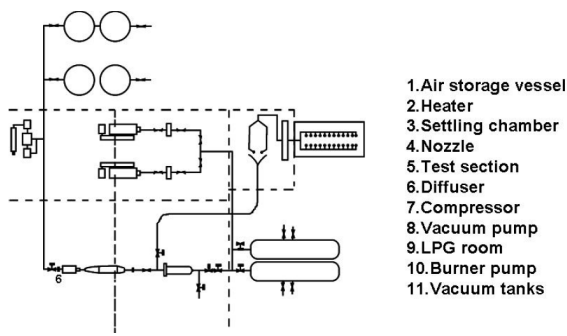 6
1.Air storage vessel
2.Heater
3.Settling chamber
4.Nozzle
5.Test section
6.Diffuser
7.Compressor
8.Vacuum pump
9.LPG room
10.Burner pump
11.Vacuum tanks